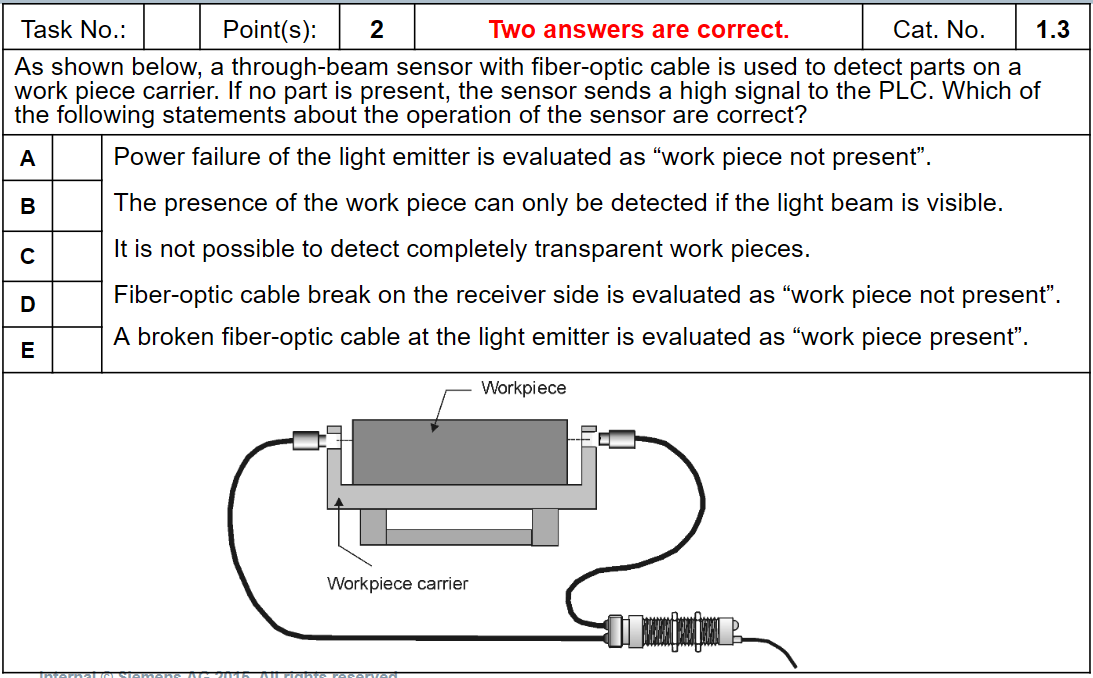 Task No.: Point(s): 2 Two answers are correct. Cat. No. 1.3
As shown below, a through-beam sensor with fiber-optic cable is used to detect parts on a
work piece carrier. If no part is present, the sensor sends a high signal to the PLC. Which of
the following statements about the operation of the sensor are correct?
A Power failure of the light emitter is evaluated as “work piece not present”.
B The presence of the work piece can only be detected if the light beam is visible.
C It is not possible to detect completely transparent work pieces.
D Fiber-optic cable break on the receiver side is evaluated as “work piece not present”.
E A broken fiber-optic cable at the light emitter is evaluated as “work piece present”.
Workpiece
Workpiece carrier
Internal © Siemens AG 2015. All rights reserved